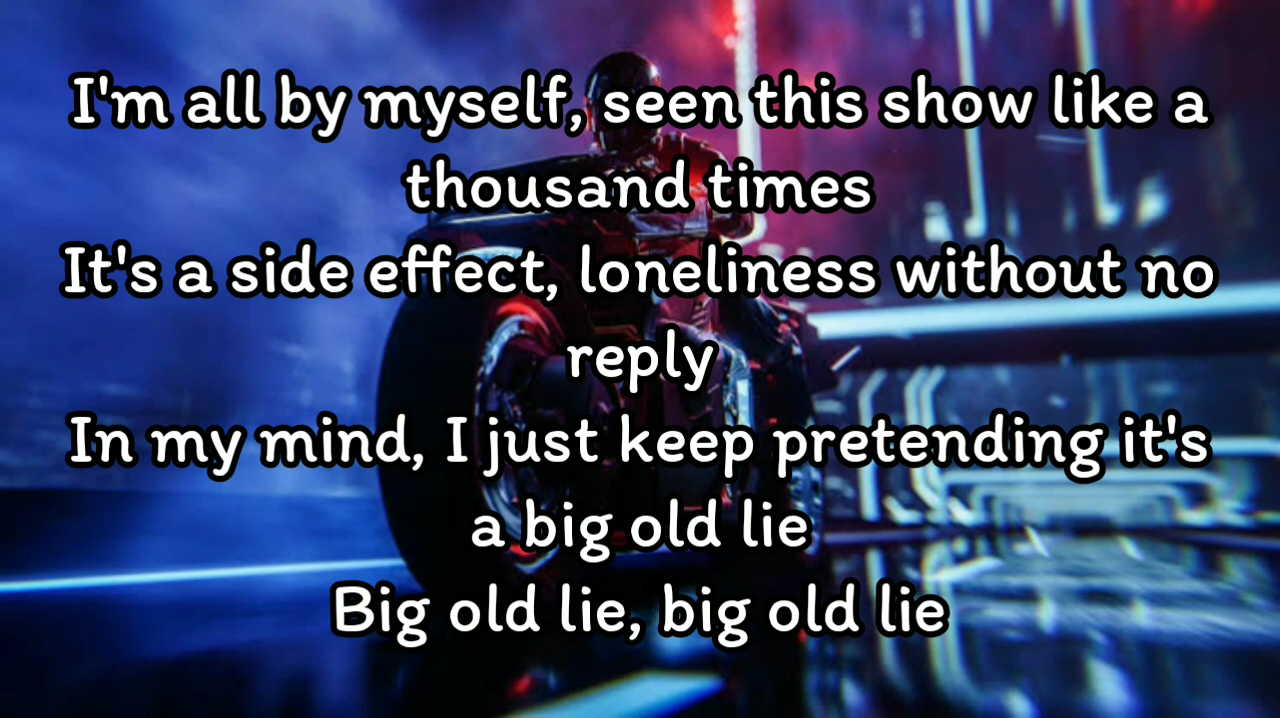 I'm all by myself, seen this show like a
thousand times
It's a side effect, loneliness without no
reply
In my mind, I just keep pretending it's
a big old lie
Big old lie, big old lie